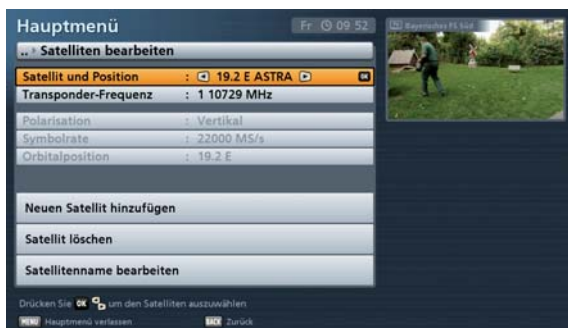 Hauptmenü Fr 09 52
Bayerisches FS Süd
.. Satelliten bearbeiten
Satellit und Position : 19.2 E ASTRA OK
Transponder-Frequenz : 1 10729 MHz
Polarisation : Vertikal
Symbolrate : 22000 MS/s
Orbitalposition : 19.2 E
Neuen Satellit hinzufügen
Satellit löschen
Satellitenname bearbeiten
Drücken Sie OK um den Satelliten auszuwählen
MENU Hauptmenü verlassen BACK Zurück